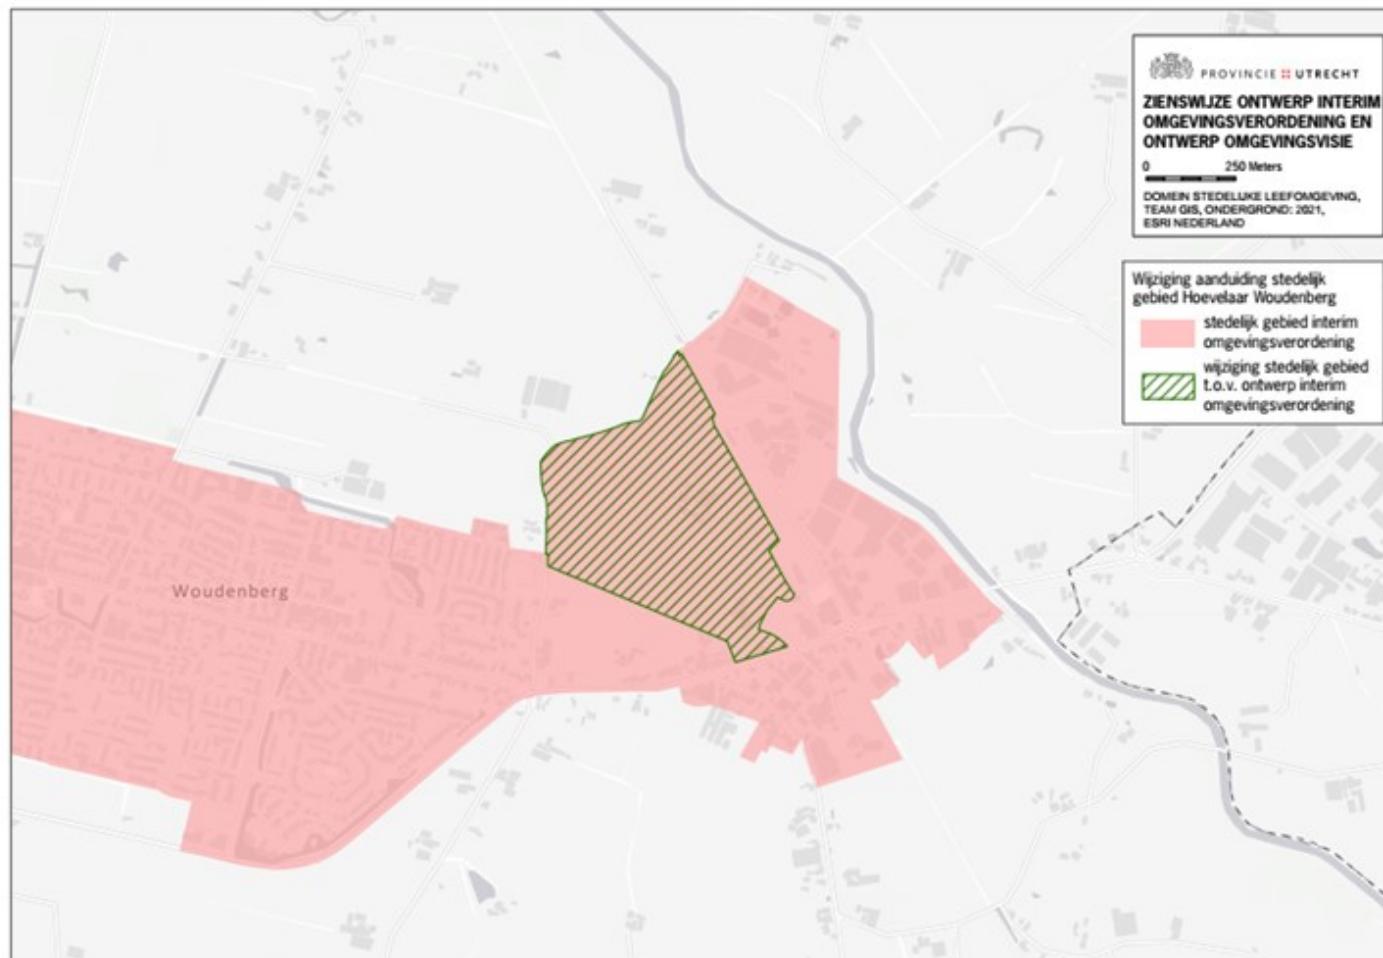 PROVINCIE UTRECHT
ZIENSWIJZE ONTWERP INTERIM
OMGEVINGSVERORDENING EN
ONTWERP OMGEVINGSVISIE
0 250 Meters
DOMEIN STEDELIJKE LEEFOMGEVING,
TEAM GIS, ONDERGROND: 2021,
ESRI NEDERLAND
Wijziging aanduiding stedelijk
gebied Hoevelaar Woudenberg
stedelijk gebied interim
omgevingsverordening
wijziging stedelijk gebied
t.o.v. ontwerp interim
omgevingsverordening
Woudenberg